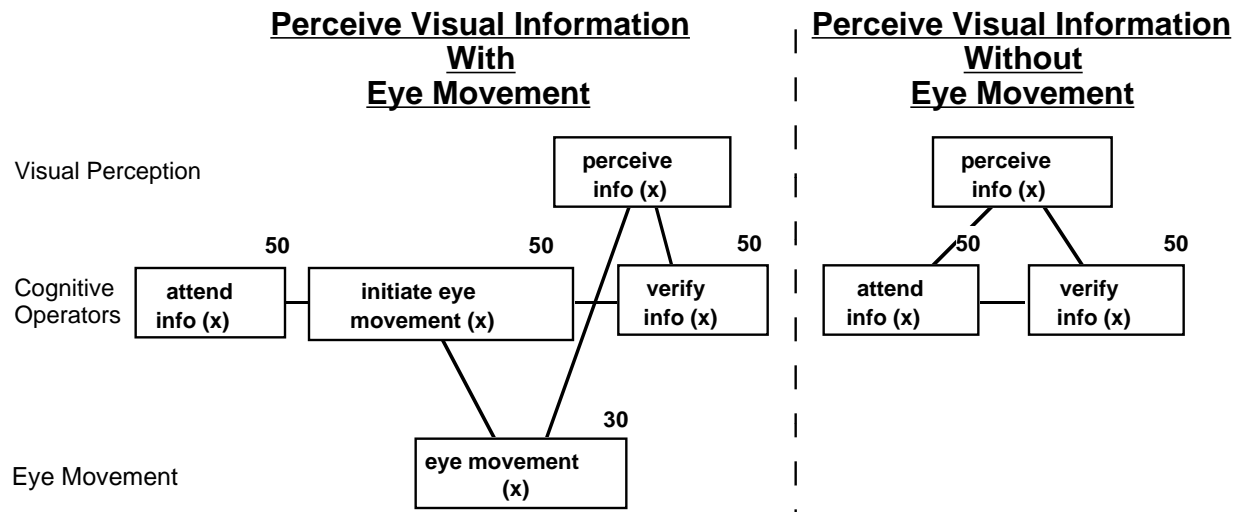 Perceive Visual Information
With
Eye Movement
Perceive Visual Information
Without
Eye Movement
Visual Perception
perceive
info (x)
perceive
info (x)
50
50
50
50
50
Cognitive
Operators
attend
info (x)
initiate eye
movement (x)
verify
info (x)
attend
info (x)
verify
info (x)
30
Eye Movement
eye movement
(x)